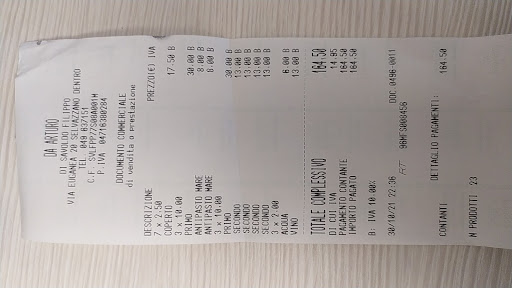 DA ARTURO
DI SAVOLDO FILIPPO
VIA EUGANEA 20 SELVAZZANO DENTRO
TEL. 049 637151
C.F. SVLFPP77S08A001M
P.IVA 04716380284
DOCUMENTO COMMERCIALE
di vendita o prestazione
DESCRIZIONE PREZZO(€) IVA
7 x 2.50
COPERTO 17.50 B
3 x 10.00
PRIMO 30.00 B
ANTIPASTO MARE 8.00 B
ANTIPASTO MARE 8.00 B
3 x 10.00
PRIMO 30.00 B
SECONDO 13.00 B
SECONDO 13.00 B
SECONDO 13.00 B
SECONDO 13.00 B
3 x 2.00
ACQUA 6.00 B
VINO 13.00 B
TOTALE COMPLESSIVO 164.50
DI CUI IVA 14.95
PAGAMENTO CONTANTE 164.50
IMPORTO PAGATO 164.50
B: IVA 10.00%
30/10/21 22:36 DOC. 0496-0011
RT 96MFS008456
DETTAGLIO PAGAMENTI:
CONTANTI 164.50
N PRODOTTI 23